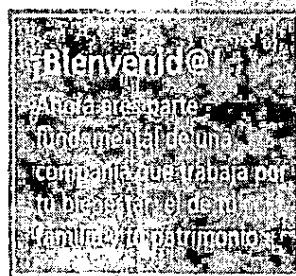 ¡Bienvenid@!
Ahora eres parte
fundamental de una
compañía que trabaja por
tu bienestar, el de tu
familia y tu patrimonio.